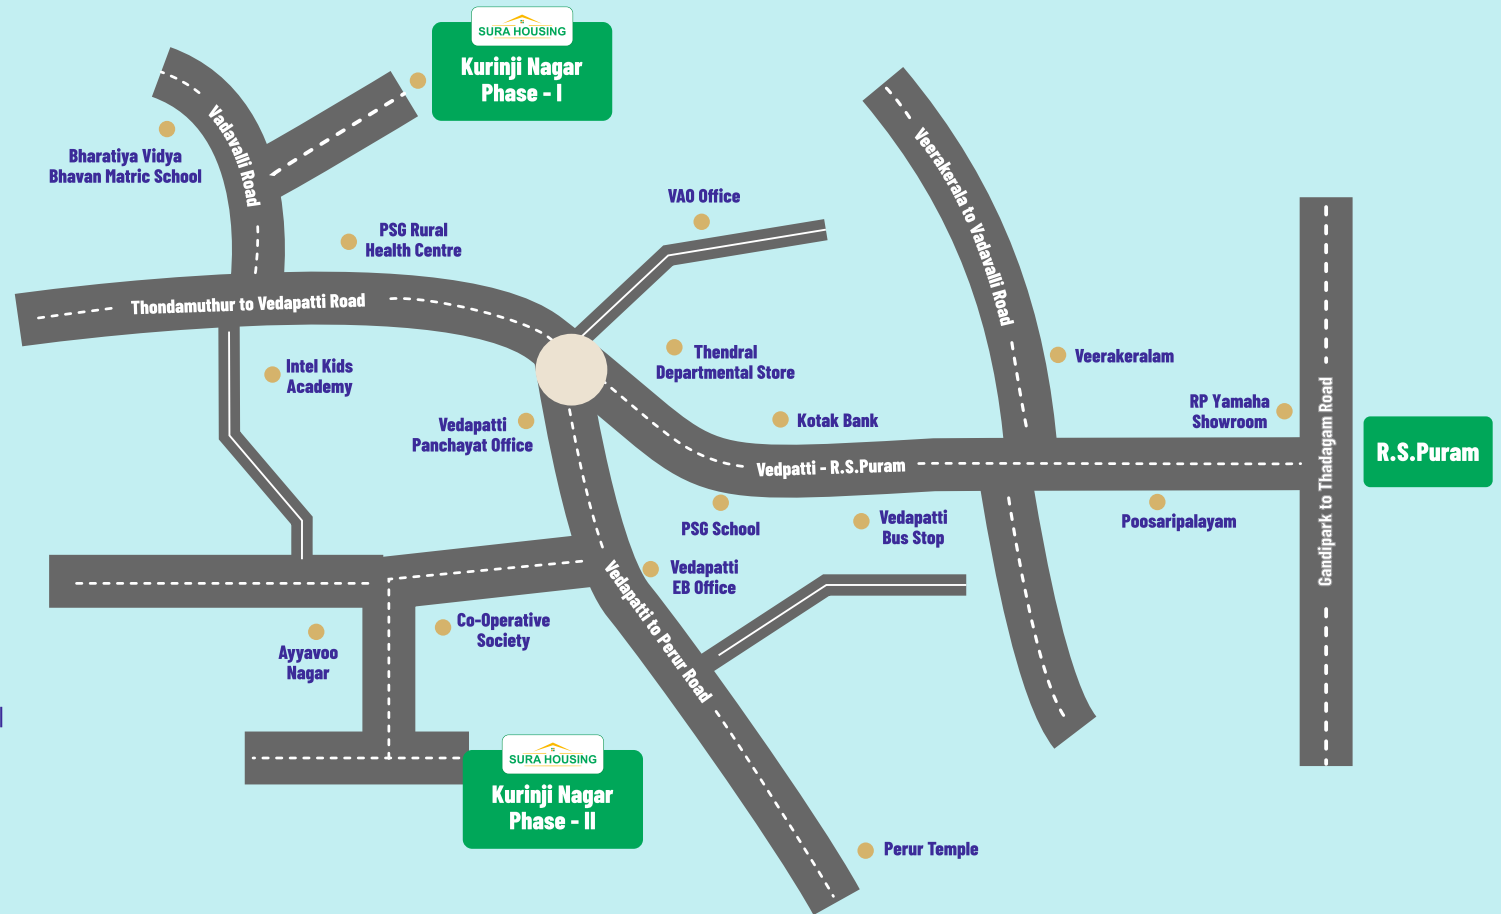 SURA HOUSING
Kurinji Nagar
Phase - I
Vadavalli Road
Bharatiya Vidya
Bhavan Matric School
PSG Rural
Health Centre
VAO Office
Veerakerala to Vadavalli Road
Thondamuthur to Vedapatti Road
Intel Kids
Academy
Thendral
Departmental Store
Veerakeralam
Vedapatti
Panchayat Office
Kotak Bank
RP Yamaha
Showroom
Gandipark to Thadagam Road
R.S.Puram
Vedpatti - R.S.Puram
PSG School
Vedapatti
Bus Stop
Poosaripalayam
Vedapatti
EB Office
Vedapatti to Perur Road
Co-Operative
Society
Ayyavoo
Nagar
SURA HOUSING
Kurinji Nagar
Phase - II
Perur Temple